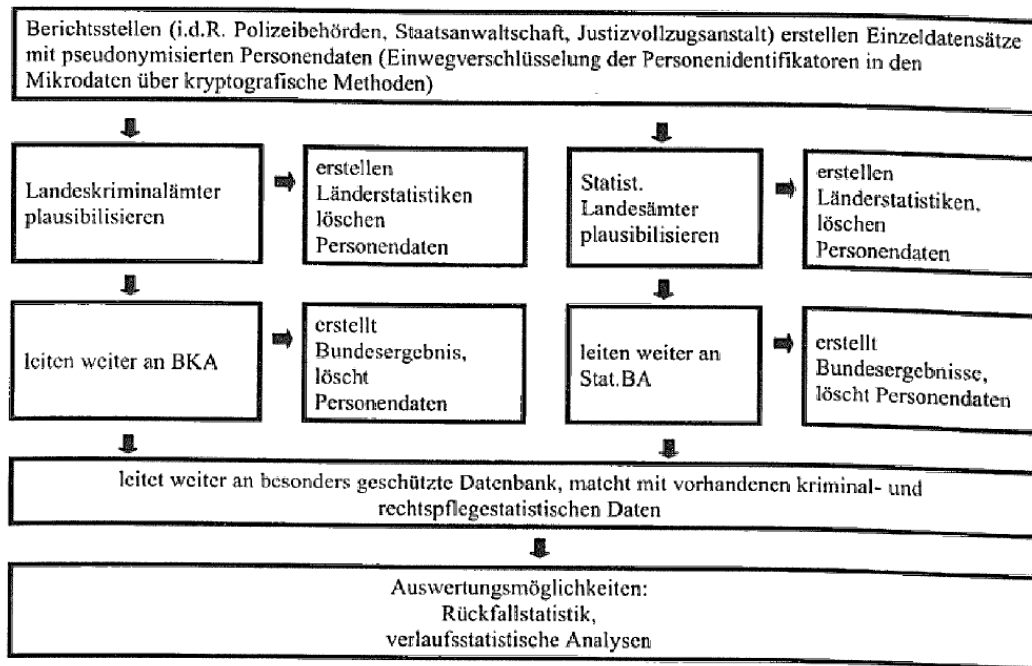 Berichtsstellen (i.d.R. Polizeibehörden, Staatsanwaltschaft, Justizvollzugsanstalt) erstellen Einzeldatensätze
mit pseudonymisierten Personendaten (Einwegverschlüsselung der Personenidentifikatoren in den
Mikrodaten über kryptografische Methoden)
Landeskriminalämter
plausibilisieren
erstellen
Länderstatistiken
löschen
Personendaten
Statist.
Landesämter
plausibilisieren
erstellen
Länderstatistiken,
löschen
Personendaten
leiten weiter an BKA
erstellt
Bundesergebnis,
löscht
Personendaten
leiten weiter an
Stat.BA
erstellt
Bundesergebnisse,
löscht Personendaten
leitet weiter an besonders geschützte Datenbank, matcht mit vorhandenen kriminal- und
rechtspflegestatistischen Daten
Auswertungsmöglichkeiten:
Rückfallstatistik,
verlaufsstatistische Analysen